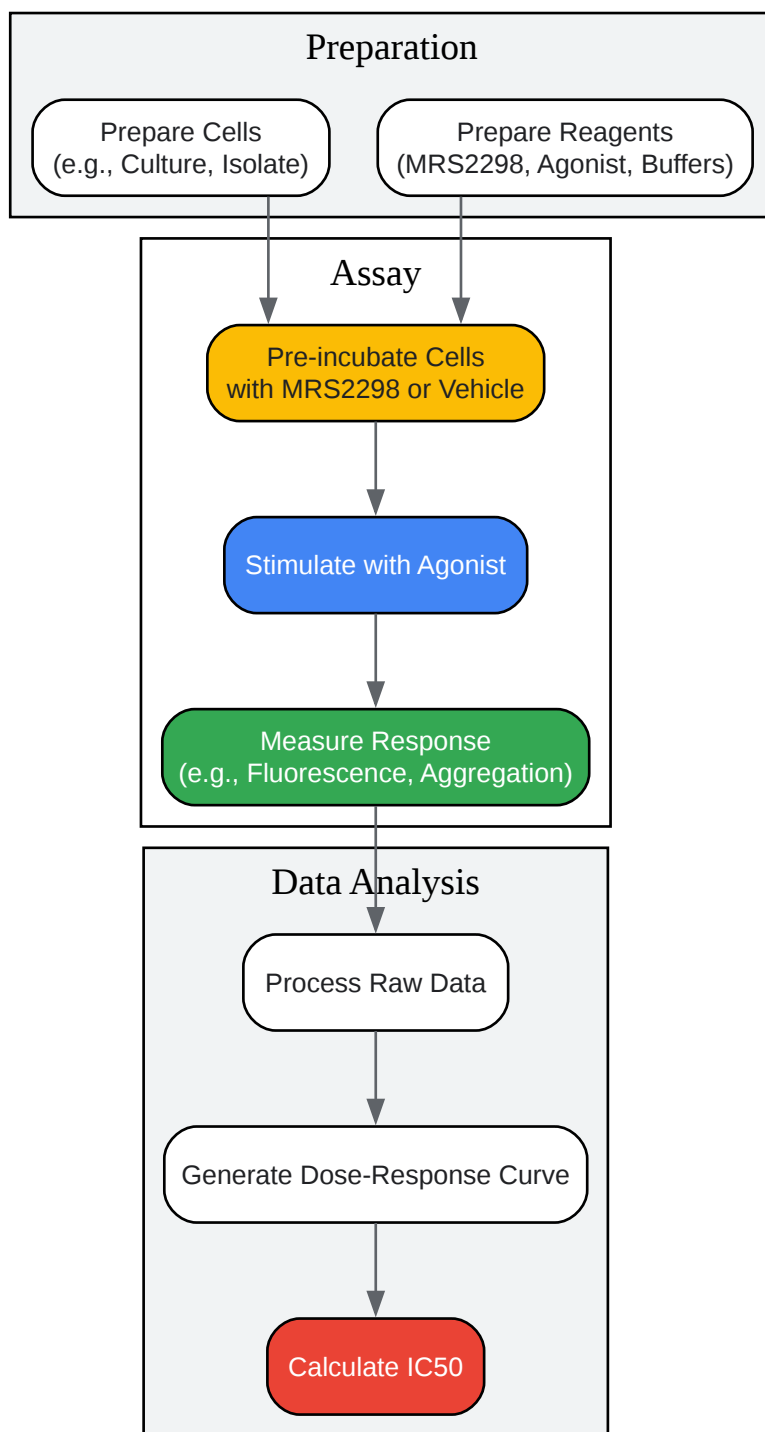 Preparation
Prepare Cells
(e.g., Culture, Isolate)
Prepare Reagents
(MRS2298, Agonist, Buffers)
Assay
Pre-incubate Cells
with MRS2298 or Vehicle
Stimulate with Agonist
Measure Response
(e.g., Fluorescence, Aggregation)
Data Analysis
Process Raw Data
Generate Dose-Response Curve
Calculate IC50